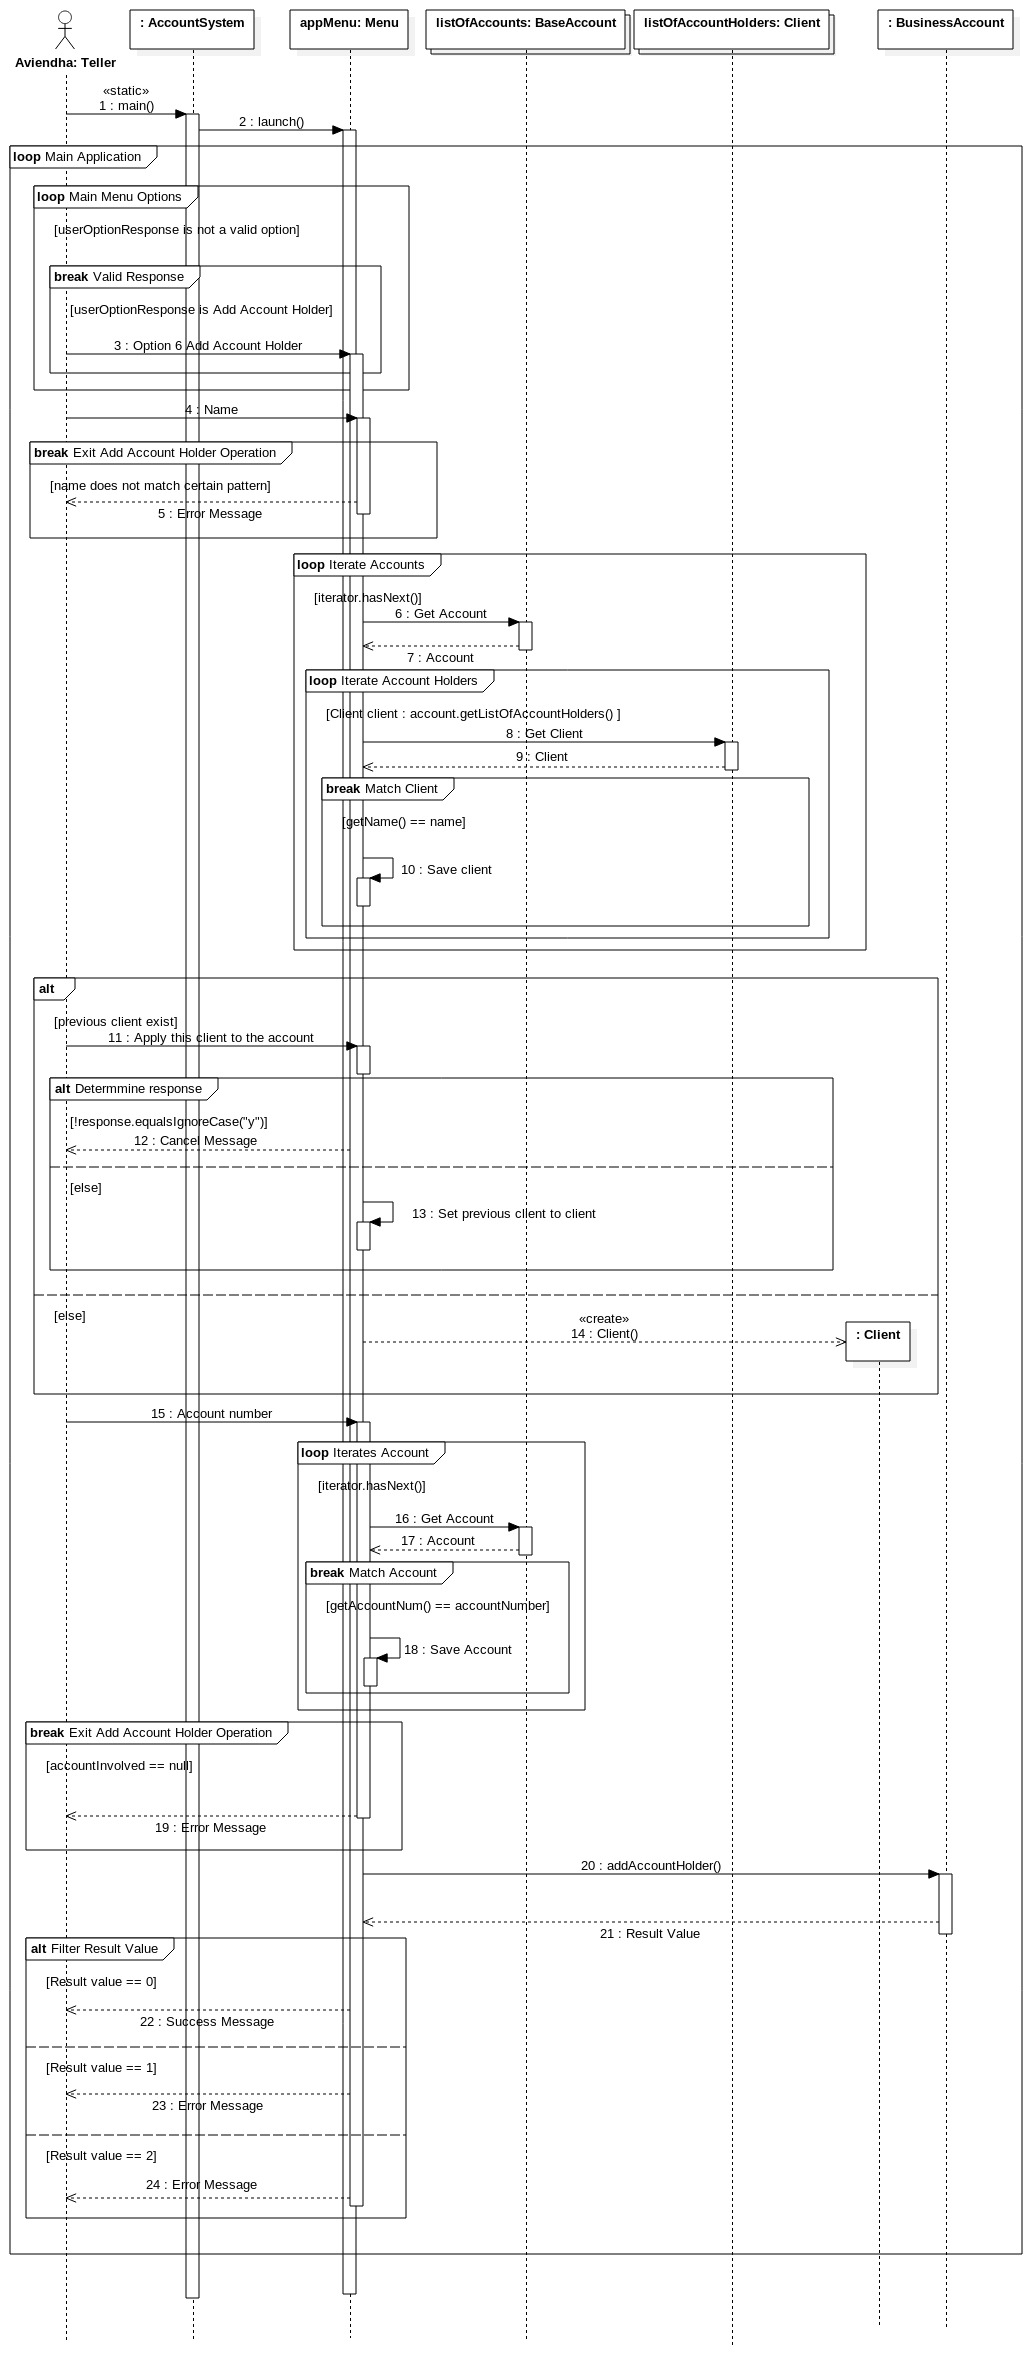 : AccountSystem
appMenu: Menu
listOfAccounts: BaseAccount
listOfAccountHolders: Client
: BusinessAccount
Aviendha: Teller
«static»
1 : main()
2 : launch()
loop Main Application
loop Main Menu Options
[userOptionResponse is not a valid option]
break Valid Response
[userOptionResponse is Add Account Holder]
3 : Option 6 Add Account Holder
4 : Name
break Exit Add Account Holder Operation
[name does not match certain pattern]
5 : Error Message
loop Iterate Accounts
[iterator.hasNext()]
6 : Get Account
7 : Account
loop Iterate Account Holders
[Client client : account.getListOfAccountHolders() ]
8 : Get Client
9 : Client
break Match Client
[getName() == name]
10 : Save client
alt
[previous client exist]
11 : Apply this client to the account
alt Determmine response
[!response.equalsIgnoreCase("y")]
12 : Cancel Message
[else]
13 : Set previous client to client
[else]
«create»
14 : Client()
: Client
15 : Account number
loop Iterates Account
[iterator.hasNext()]
16 : Get Account
17 : Account
break Match Account
[getAccountNum() == accountNumber]
18 : Save Account
break Exit Add Account Holder Operation
[accountInvolved == null]
19 : Error Message
20 : addAccountHolder()
21 : Result Value
alt Filter Result Value
[Result value == 0]
22 : Success Message
[Result value == 1]
23 : Error Message
[Result value == 2]
24 : Error Message